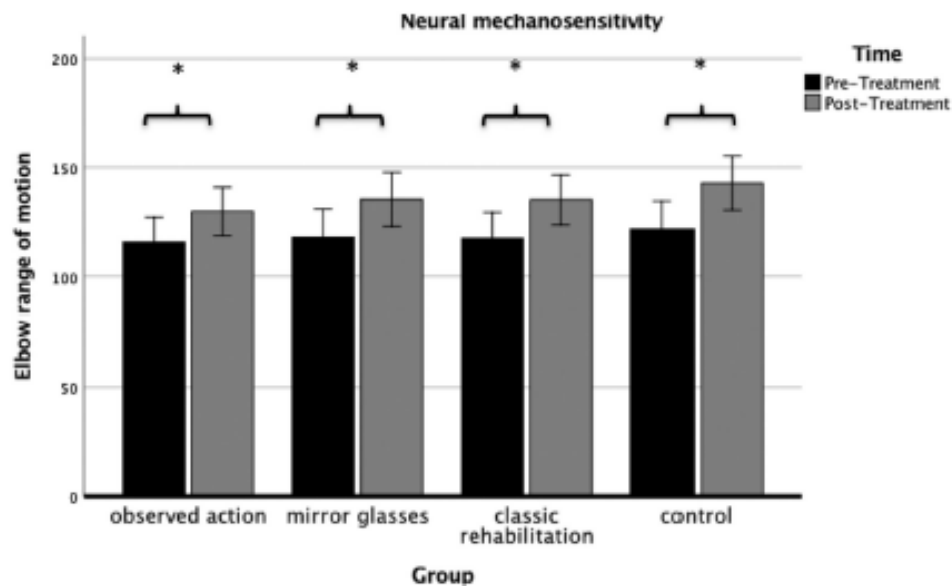 Neural mechanosensitivity
Time
Pre-Treatment
Post-Treatment
Elbow range of motion
200
150
100
50
0
* * * *
observed action
mirror glasses
classic
rehabilitation
control
Group